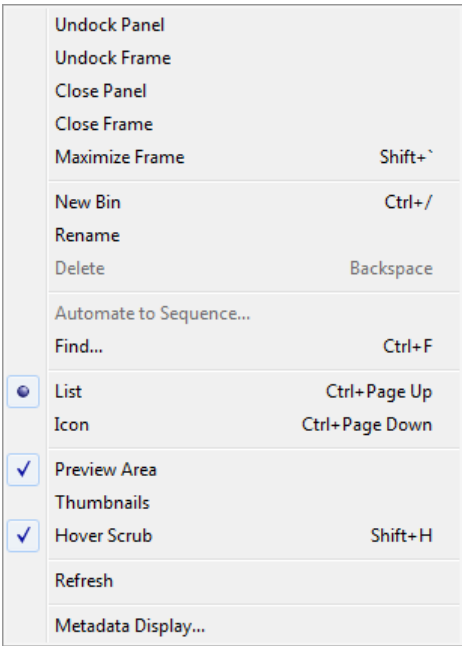 Undock Panel
Undock Frame
Close Panel
Close Frame
Maximize Frame Shift+`
New Bin Ctrl+/
Rename
Delete Backspace
Automate to Sequence...
Find... Ctrl+F
List Ctrl+Page Up
Icon Ctrl+Page Down
Preview Area
Thumbnails
Hover Scrub Shift+H
Refresh
Metadata Display...